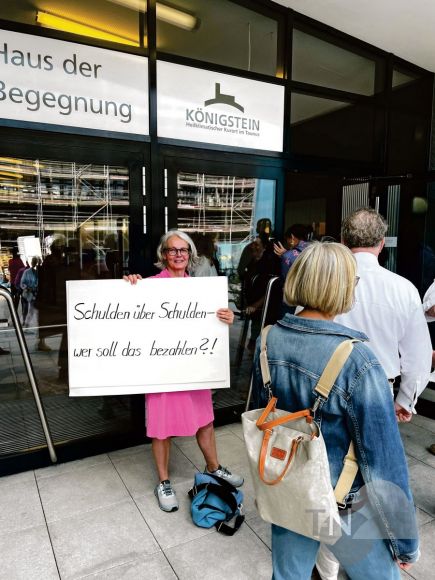 Haus der
Begegnung
KÖNIGSTEIN
Heilklimatischer Kurort im Taunus
Schulden über Schulden-
wer soll das bezahlen?!
TN